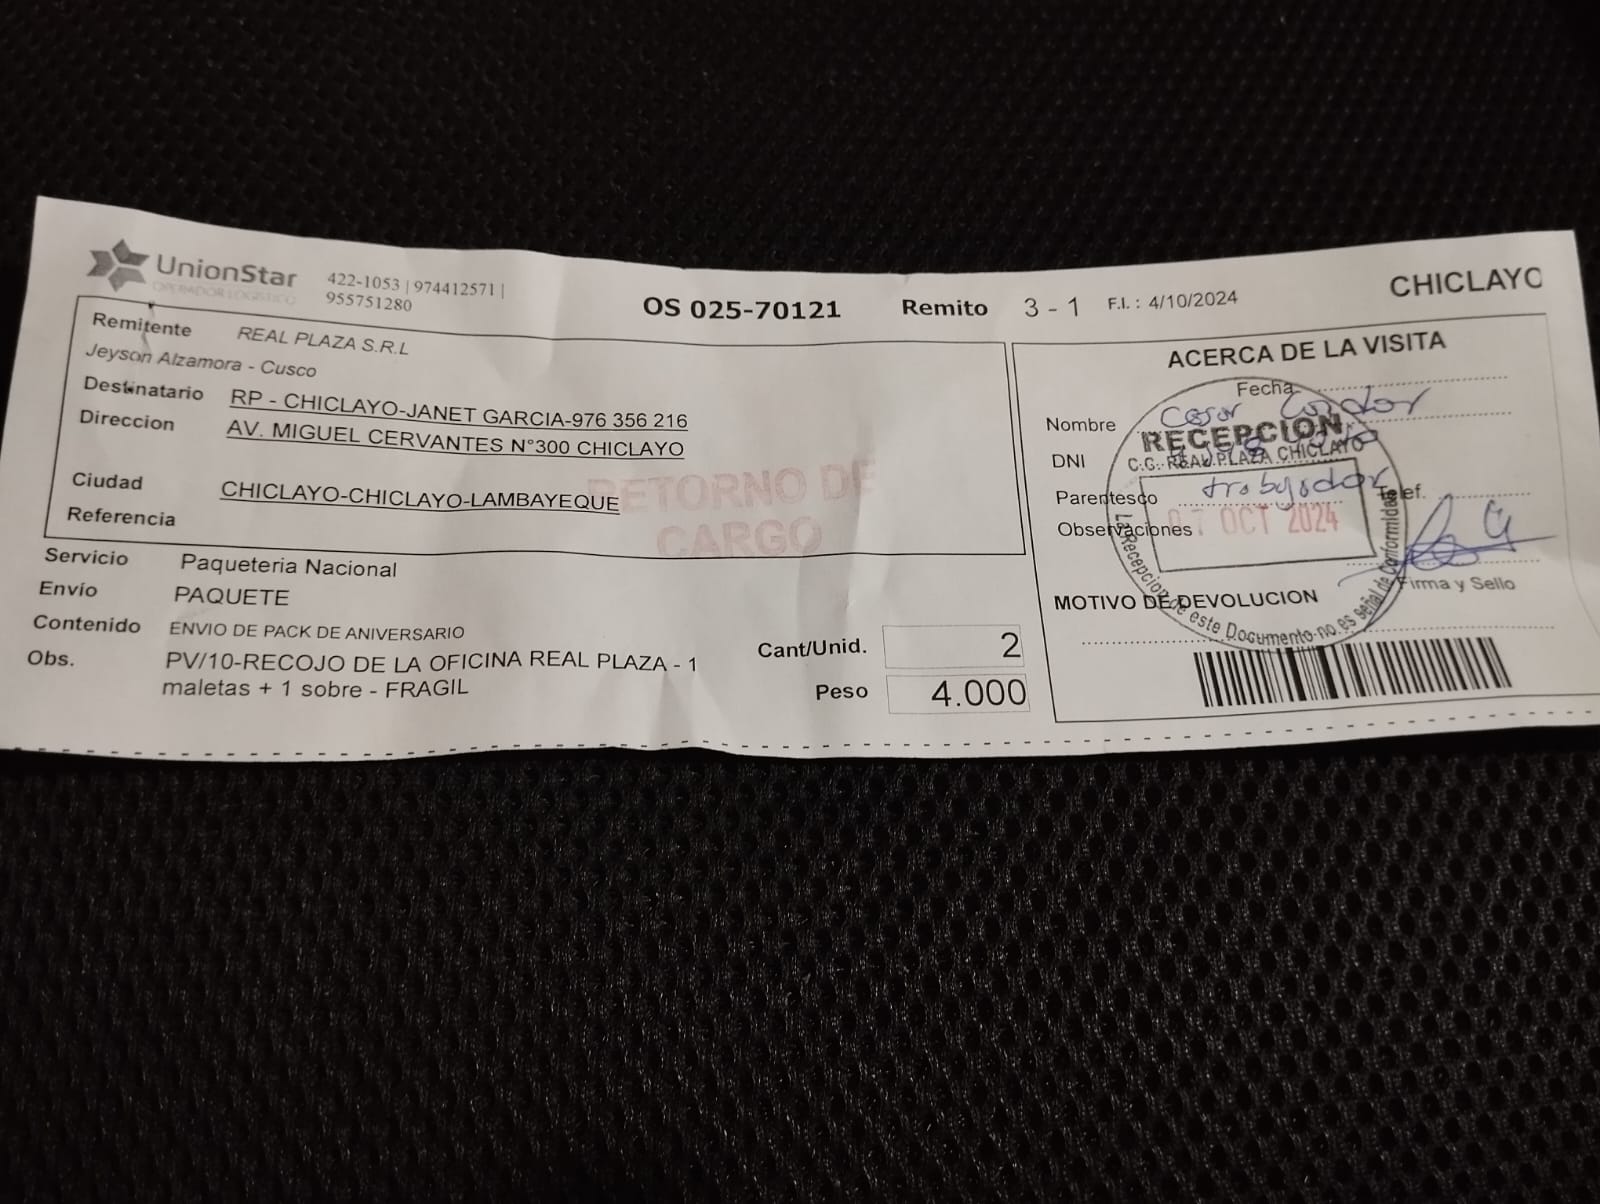 UnionStar
OPERADOR LOGISTICO
422-1053 | 974412571 |
955751280
OS 025-70121
Remito 3 - 1 F.I. : 4/10/2024
CHICLAYO
Remitente REAL PLAZA S.R.L
Jeyson Alzamora - Cusco
Destinatario RP - CHICLAYO-JANET GARCIA-976 356 216
Direccion AV. MIGUEL CERVANTES N°300 CHICLAYO
Ciudad CHICLAYO-CHICLAYO-LAMBAYEQUE
Referencia
RETORNO DE
CARGO
Servicio Paqueteria Nacional
Envío PAQUETE
Contenido ENVIO DE PACK DE ANIVERSARIO
Obs. PV/10-RECOJO DE LA OFICINA REAL PLAZA - 1
maletas + 1 sobre - FRAGIL
Cant/Unid. 2
Peso 4.000
ACERCA DE LA VISITA
Fecha
Nombre Cesar Condor
RECEPCION
DNI
C.G. REAL PLAZA CHICLAYO
Parentesco trabajador Telef.
Observaciones
07 OCT 2024
Firma y Sello
La Recepcion de este Documento no es señal de Conformidad
MOTIVO DE DEVOLUCION